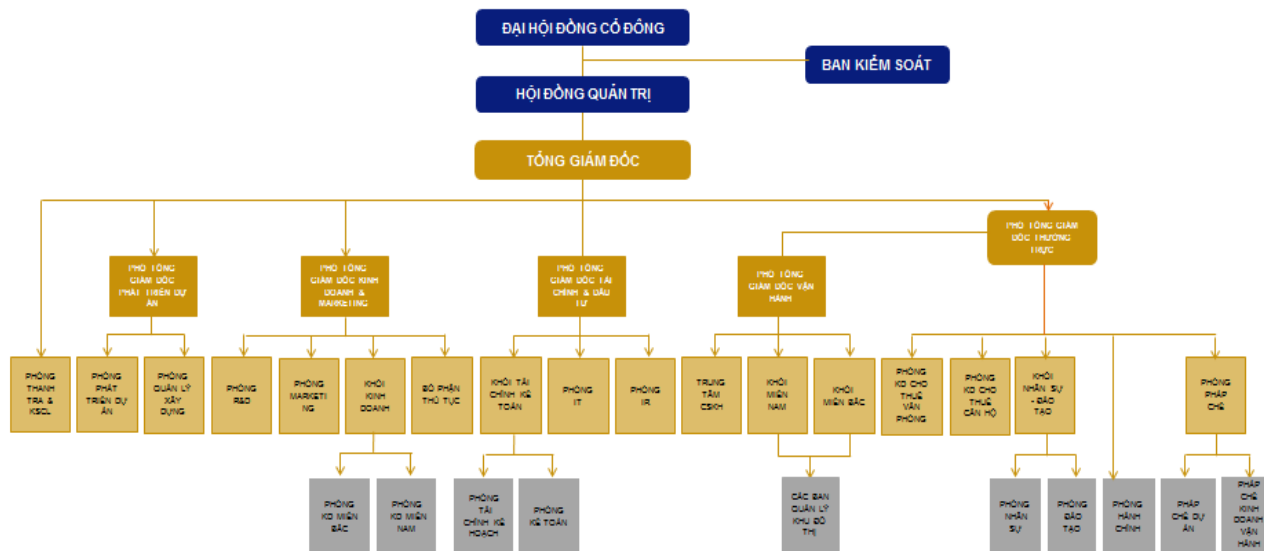 ĐẠI HỘI ĐỒNG CỔ ĐÔNG
BAN KIỂM SOÁT
HỘI ĐỒNG QUẢN TRỊ
TỔNG GIÁM ĐỐC
PHÓ TỔNG GIÁM
ĐỐC THƯỜNG
TRỰC
PHÓ TỔNG
GIÁM ĐỐC
PHÁT TRIỂN DỰ
ÁN
PHÓ TỔNG
GIÁM ĐỐC KINH
DOANH &
MARKETING
PHÓ TỔNG
GIÁM ĐỐC TÀI
CHÍNH & ĐẦU
TƯ
PHÓ TỔNG
GIÁM ĐỐC VẬN
HÀNH
PHÒNG
THANH
TRA &
KSCL
PHÒNG
PHÁT
TRIỂN DỰ
ÁN
PHÒNG
QUẢN LÝ
XÂY
DỰNG
PHÒNG
R&D
PHÒNG
MARKETI
NG
KHỐI
KINH
DOANH
BỘ PHẬN
THỦ TỤC
KHỐI TÀI
CHÍNH KẾ
TOÁN
PHÒNG
IT
PHÒNG
IR
TRUNG
TÂM
CSKH
KHỐI
MIỀN
NAM
KHỐI
MIỀN BẮC
PHÒNG
KD CHO
THUÊ
VĂN
PHÒNG
PHÒNG
KD CHO
THUÊ
CĂN HỘ
KHỐI
NHÂN SỰ
- ĐÀO
TẠO
PHÒNG
PHÁP
CHẾ
PHÒNG
KD MIỀN
BẮC
PHÒNG
KD MIỀN
NAM
PHÒNG
TÀI
CHÍNH KẾ
HOẠCH
PHÒNG
KẾ TOÁN
CÁC BAN
QUẢN LÝ
KHU ĐÔ
THỊ
PHÒNG
NHÂN
SỰ
PHÒNG
ĐÀO
TẠO
PHÒNG
HÀNH
CHÍNH
PHÁP
CHẾ DỰ
ÁN
PHÁP
CHẾ KINH
DOANH
VẬN
HÀNH